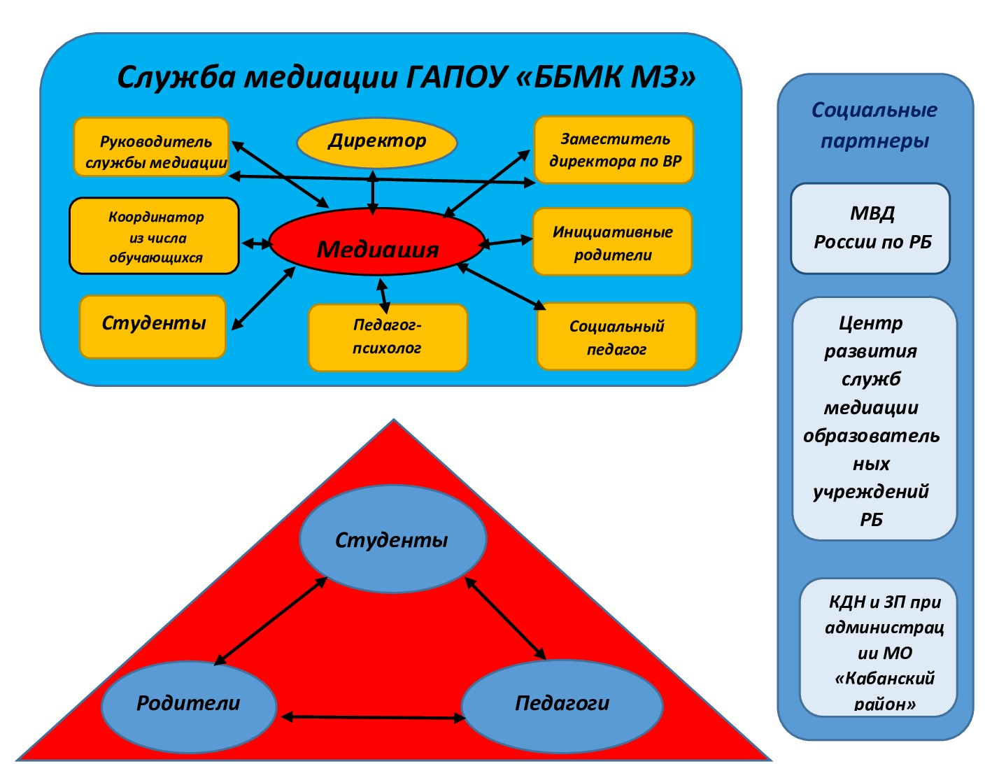 Служба медиации ГАПОУ «ББМК МЗ»
Руководитель
службы медиации
Директор
Заместитель
директора по ВР
Координатор
из числа
обучающихся
Медиация
Инициативные
родители
Студенты
Педагог-
психолог
Социальный
педагог
Социальные
партнеры
МВД
России по РБ
Центр
развития
служб
медиации
образователь
ных
учреждений
РБ
КДН и ЗП при
администрац
ии МО
«Кабанский
район»
Студенты
Родители
Педагоги